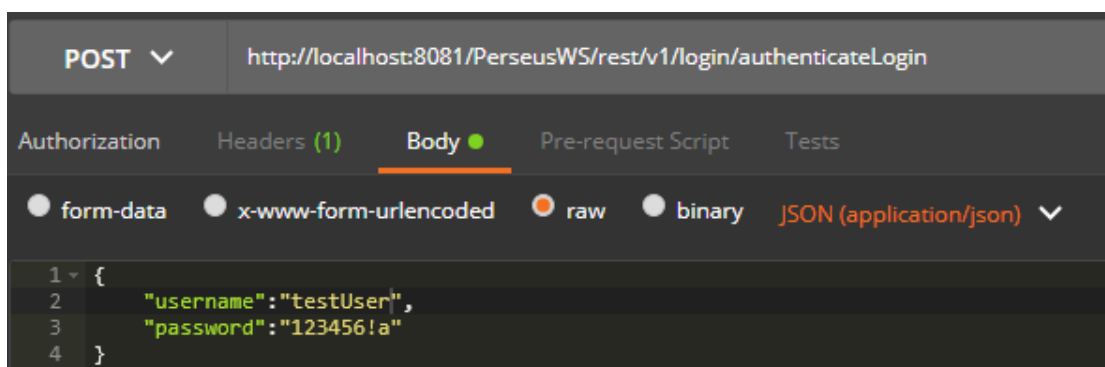 POST http://localhost:8081/PerseusWS/rest/v1/login/authenticateLogin
Authorization Headers (1) Body Pre-request Script Tests
form-data x-www-form-urlencoded raw binary JSON (application/json)
1 {
2 "username":"testUser",
3 "password":"123456!a"
4 }